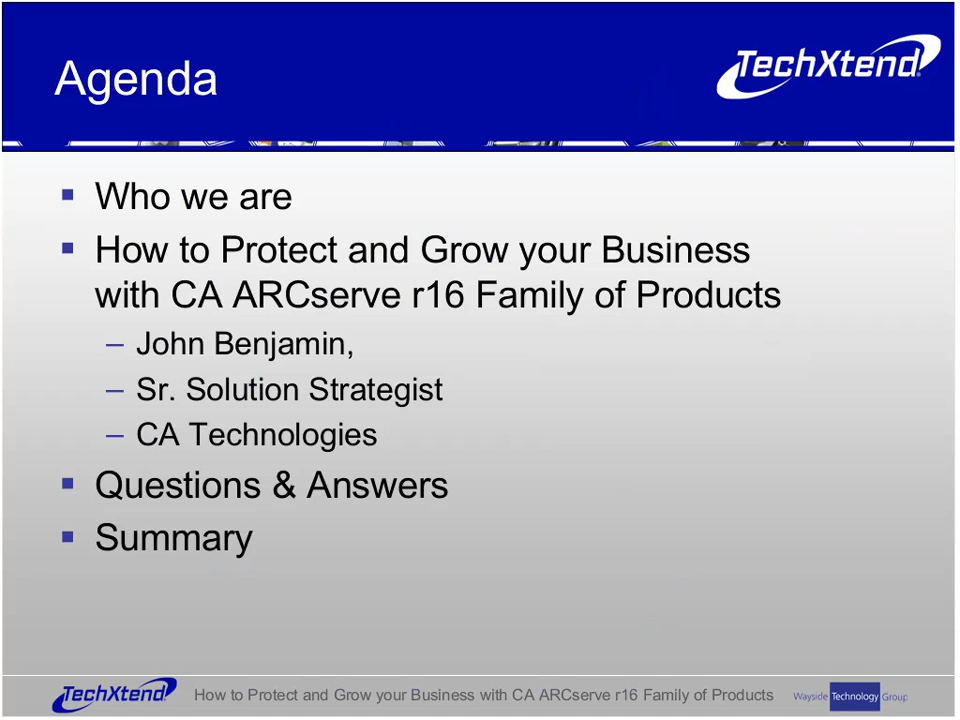 Agenda
TechXtend®
Who we are
How to Protect and Grow your Business
with CA ARCserve r16 Family of Products
– John Benjamin,
– Sr. Solution Strategist
– CA Technologies
Questions & Answers
Summary
TechXtend
How to Protect and Grow your Business with CA ARCserve r16 Family of Products
Wayside Technology Group